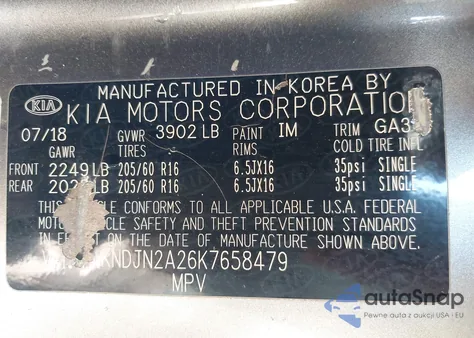 MANUFACTURED IN KOREA BY
KIA KIA MOTORS CORPORATION
07/18 GVWR 3902 LB PAINT IM TRIM
GAWR TIRES RIMS COLD TIRE INFL
FRONT 2249 LB 205/60 R16 6.5JX16 35psi SINGLE
REAR LB 205/60 R16 6.5JX16 35psi SINGLE
THIS VEHICLE CONFORMS TO ALL APPLICABLE U.S.A. FEDERAL
MOTOR VEHICLE SAFETY AND THEFT PREVENTION STANDARDS
IN EFFECT ON THE DATE OF MANUFACTURE SHOWN ABOVE.
KNDJN2A26K7658479
MPV
autoSnap
Pewne auta z aukcji USA - EU